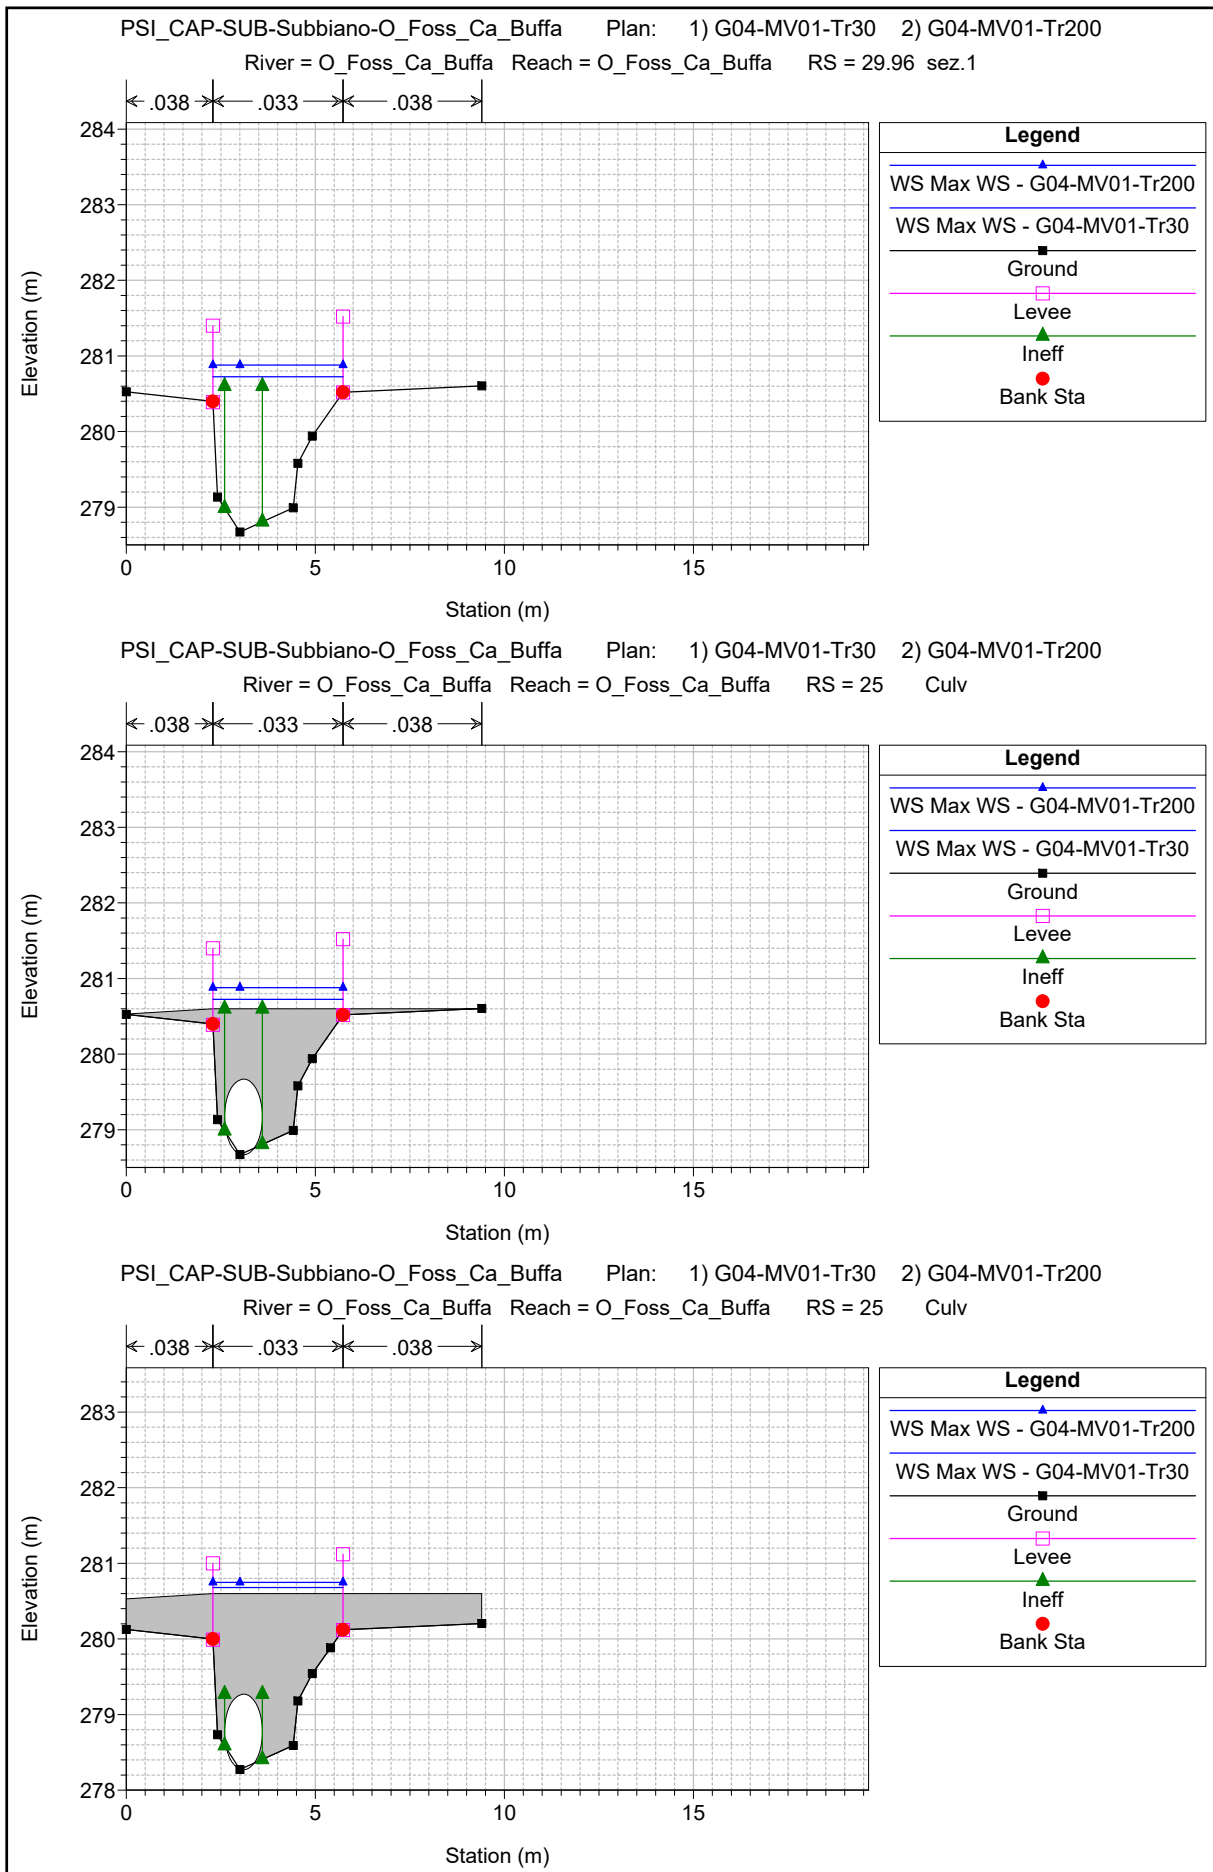 PSI_CAP-SUB-Subbiano-O_Foss_Ca_Buffa Plan: 1) G04-MV01-Tr30 2) G04-MV01-Tr200
River = O_Foss_Ca_Buffa Reach = O_Foss_Ca_Buffa RS = 29.96 sez.1
.038 .033 .038
284
283
282
281
280
279
Elevation (m)
0 5 10 15
Station (m)
Legend
WS Max WS - G04-MV01-Tr200
WS Max WS - G04-MV01-Tr30
Ground
Levee
Ineff
Bank Sta
PSI_CAP-SUB-Subbiano-O_Foss_Ca_Buffa Plan: 1) G04-MV01-Tr30 2) G04-MV01-Tr200
River = O_Foss_Ca_Buffa Reach = O_Foss_Ca_Buffa RS = 25 Culv
.038 .033 .038
284
283
282
281
280
279
Elevation (m)
0 5 10 15
Station (m)
Legend
WS Max WS - G04-MV01-Tr200
WS Max WS - G04-MV01-Tr30
Ground
Levee
Ineff
Bank Sta
PSI_CAP-SUB-Subbiano-O_Foss_Ca_Buffa Plan: 1) G04-MV01-Tr30 2) G04-MV01-Tr200
River = O_Foss_Ca_Buffa Reach = O_Foss_Ca_Buffa RS = 25 Culv
.038 .033 .038
283
282
281
280
279
278
Elevation (m)
0 5 10 15
Station (m)
Legend
WS Max WS - G04-MV01-Tr200
WS Max WS - G04-MV01-Tr30
Ground
Levee
Ineff
Bank Sta